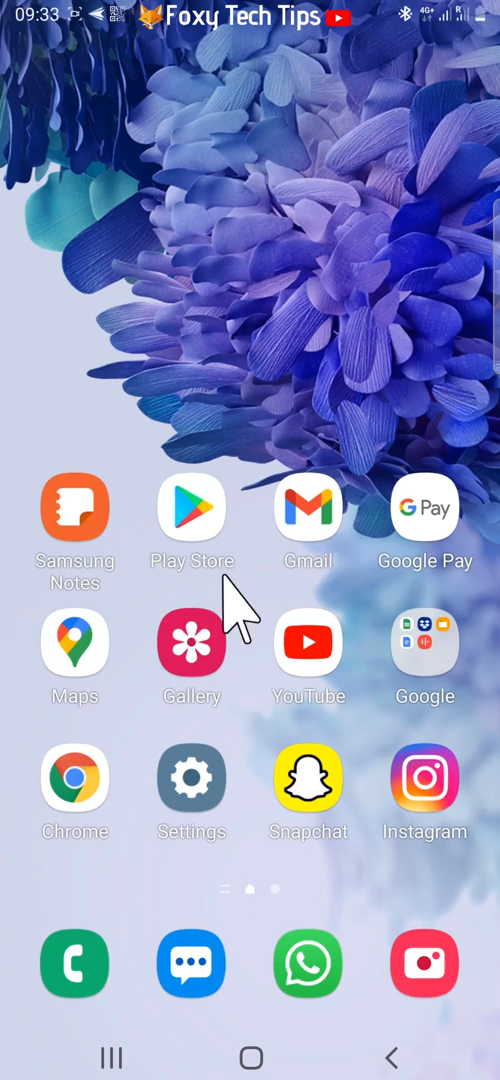 09:33
Foxy Tech Tips
4G+
R
G Pay
Samsung Notes
Play Store
Gmail
Google Pay
Maps
Gallery
YouTube
Google
Chrome
Settings
Snapchat
Instagram